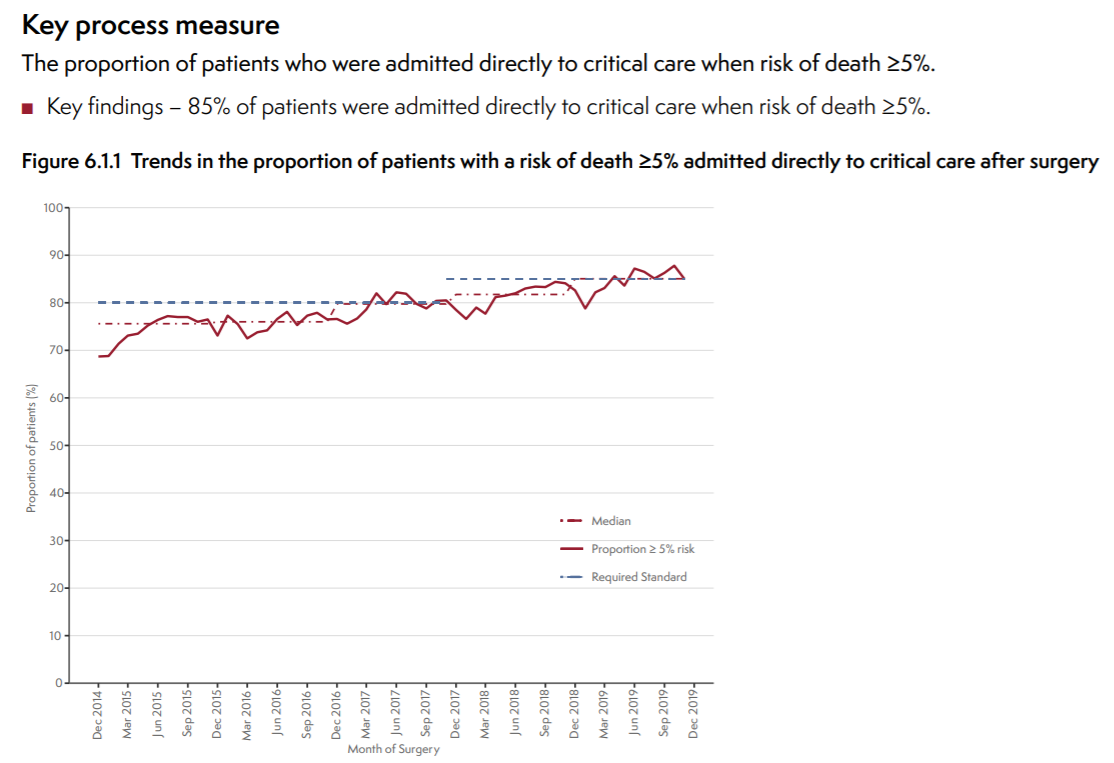 Key process measure
The proportion of patients who were admitted directly to critical care when risk of death ≥5%.
Key findings – 85% of patients were admitted directly to critical care when risk of death ≥5%.
Figure 6.1.1 Trends in the proportion of patients with a risk of death ≥5% admitted directly to critical care after surgery
100
90
80
70
60
50
40
30
20
10
0
Proportion of patients (%)
Median
Proportion ≥ 5% risk
Required Standard
Dec 2014
Mar 2015
Jun 2015
Sep 2015
Dec 2015
Mar 2016
Jun 2016
Sep 2016
Dec 2016
Mar 2017
Jun 2017
Sep 2017
Dec 2017
Mar 2018
Jun 2018
Sep 2018
Dec 2018
Mar 2019
Jun 2019
Sep 2019
Dec 2019
Month of Surgery